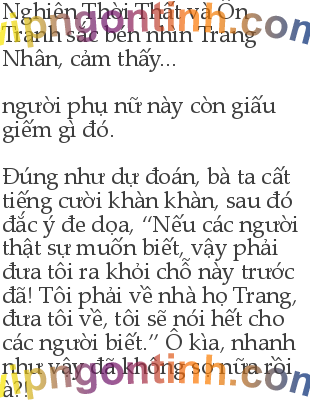 Nghiên Thời Thất và Ôn
Tranh sắc bén nhìn Trang
Nhân, cảm thấy...
người phụ nữ này còn giấu
giếm gì đó.
Đúng như dự đoán, bà ta cất
tiếng cười khàn khàn, sau đó
đắc ý đe dọa, “Nếu các người
thật sự muốn biết, vậy phải
đưa tôi ra khỏi chỗ này trước
đã! Tôi phải về nhà họ Trang,
đưa tôi về, tôi sẽ nói hết cho
các người biết.” Ồ kìa, nhanh
như vậy đã không sợ nữa rồi
à?!
vipngontinh.com
vipngontinh.com